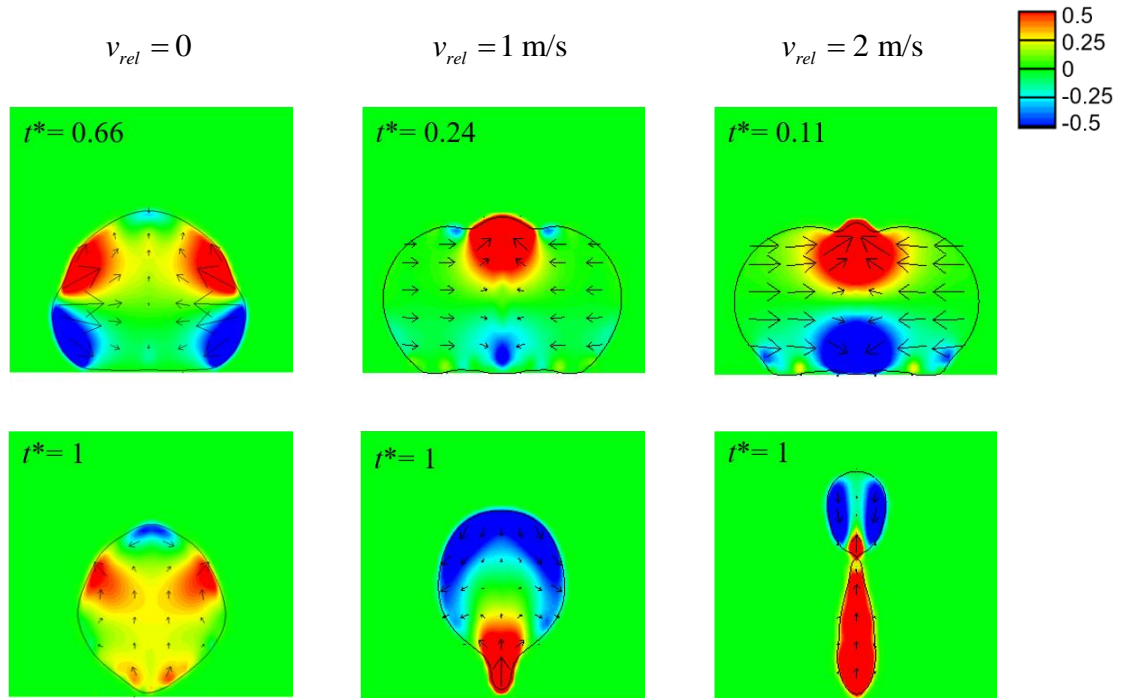 v_rel = 0
v_rel = 1 m/s
v_rel = 2 m/s
0.5
0.25
0
-0.25
-0.5
t*= 0.66
t*= 0.24
t*= 0.11
t*= 1
t*= 1
t*= 1